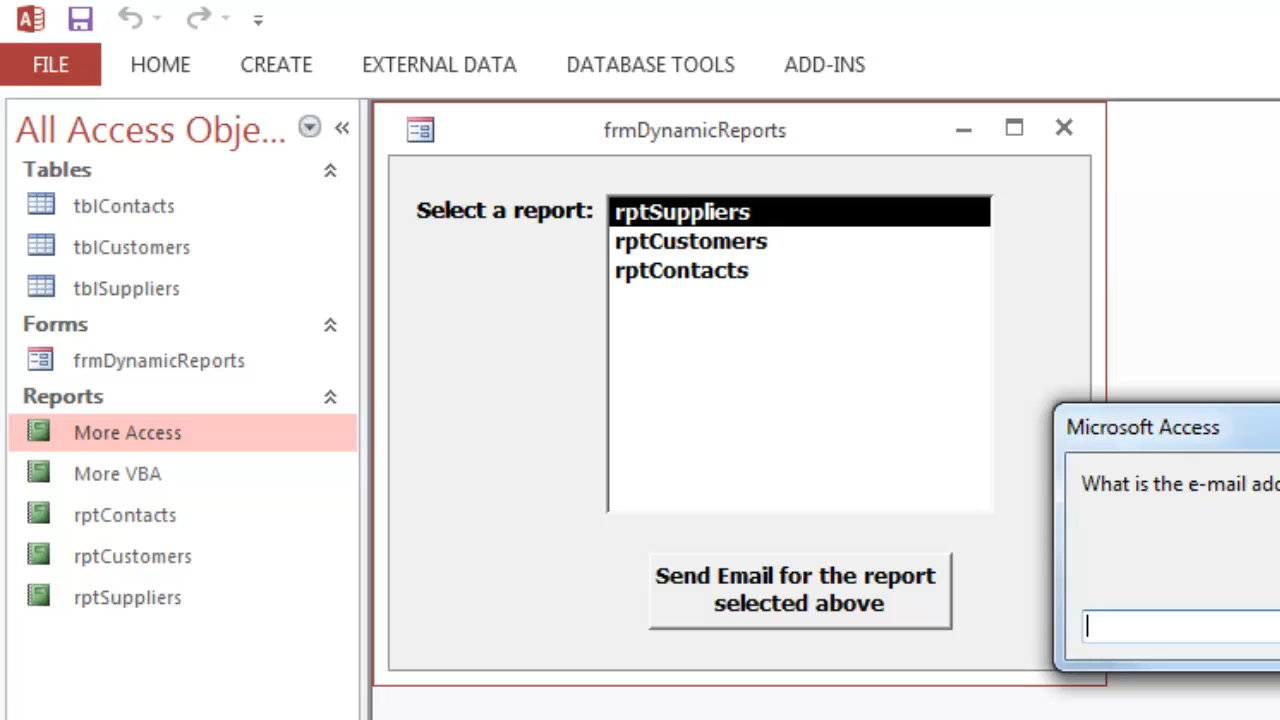 FILE HOME CREATE EXTERNAL DATA DATABASE TOOLS ADD-INS
All Access Obje...
Tables
tblContacts
tblCustomers
tblSuppliers
Forms
frmDynamicReports
Reports
More Access
More VBA
rptContacts
rptCustomers
rptSuppliers
frmDynamicReports
Select a report:
rptSuppliers
rptCustomers
rptContacts
Send Email for the report
selected above
Microsoft Access
What is the e-mail add